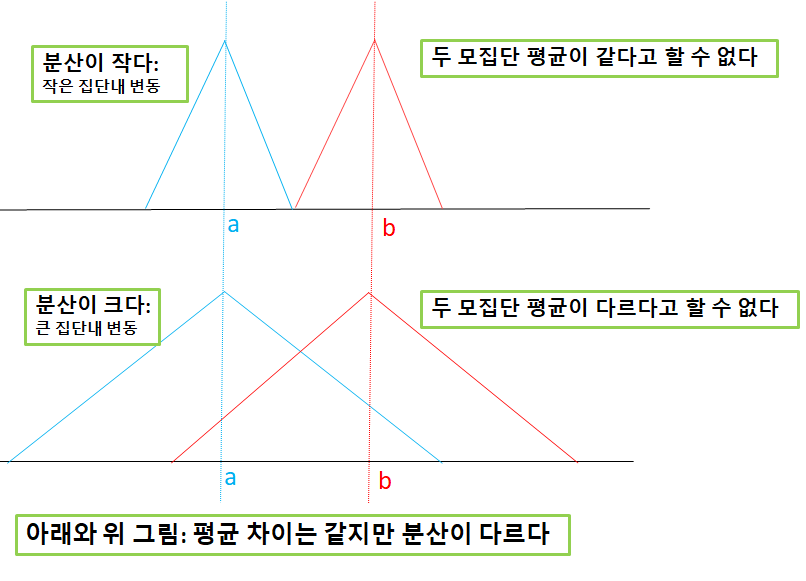 분산이 작다:
작은 집단내 변동
두 모집단 평균이 같다고 할 수 없다
a
b
분산이 크다:
큰 집단내 변동
두 모집단 평균이 다르다고 할 수 없다
a
b
아래와 위 그림: 평균 차이는 같지만 분산이 다르다